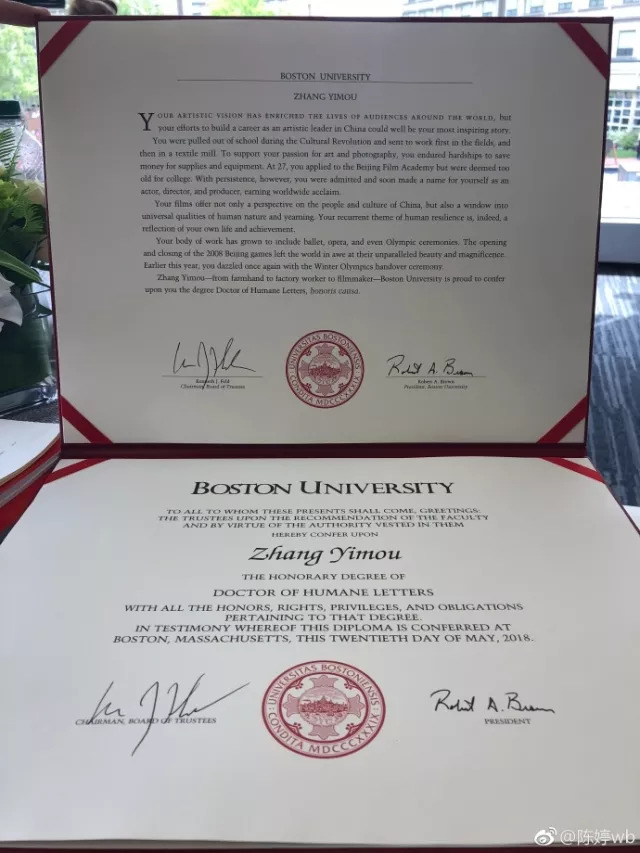 BOSTON UNIVERSITY
ZHANG YIMOU
YOUR ARTISTIC VISION HAS ENRICHED THE LIVES OF AUDIENCES AROUND THE WORLD, but
your efforts to build a career as an artistic leader in China could well be your most inspiring story.
You were pulled out of school during the Cultural Revolution and sent to work first in the fields, and
then in a textile mill. To support your passion for art and photography, you endured hardships to save
money for supplies and equipment. At 27, you applied to the Beijing Film Academy but were deemed too
old for college. With persistence, however, you were admitted and soon made a name for yourself as an
actor, director, and producer, earning worldwide acclaim.
Your films offer not only a perspective on the people and culture of China, but also a window into
universal qualities of human nature and yearning. Your recurrent theme of human resilience is, indeed, a
reflection of your own life and achievement.
Your body of work has grown to include ballet, opera, and even Olympic ceremonies. The opening
and closing of the 2008 Beijing games left the world in awe at their unparalleled beauty and magnificence.
Earlier this year, you dazzled once again with the Winter Olympics handover ceremony.
Zhang Yimou—from farmhand to factory worker to filmmaker—Boston University is proud to confer
upon you the degree Doctor of Humane Letters, honoris causa.
Kenneth J. Feld
Chairman, Board of Trustees
UNIVERSITAS BOSTONIENSIS
CONDITA MDCCCXXXIX
Robert A. Brown
Robert A. Brown
President, Boston University
BOSTON UNIVERSITY
TO ALL TO WHOM THESE PRESENTS SHALL COME, GREETINGS:
THE TRUSTEES UPON THE RECOMMENDATION OF THE FACULTY
AND BY VIRTUE OF THE AUTHORITY VESTED IN THEM
HEREBY CONFER UPON
Zhang Yimou
THE HONORARY DEGREE OF
DOCTOR OF HUMANE LETTERS
WITH ALL THE HONORS, RIGHTS, PRIVILEGES, AND OBLIGATIONS
PERTAINING TO THAT DEGREE.
IN TESTIMONY WHEREOF THIS DIPLOMA IS CONFERRED AT
BOSTON, MASSACHUSETTS, THIS TWENTIETH DAY OF MAY, 2018.
CHAIRMAN, BOARD OF TRUSTEES
UNIVERSITAS BOSTONIENSIS
CONDITA MDCCCXXXIX
Robert A. Brown
PRESIDENT
@陈婷wb